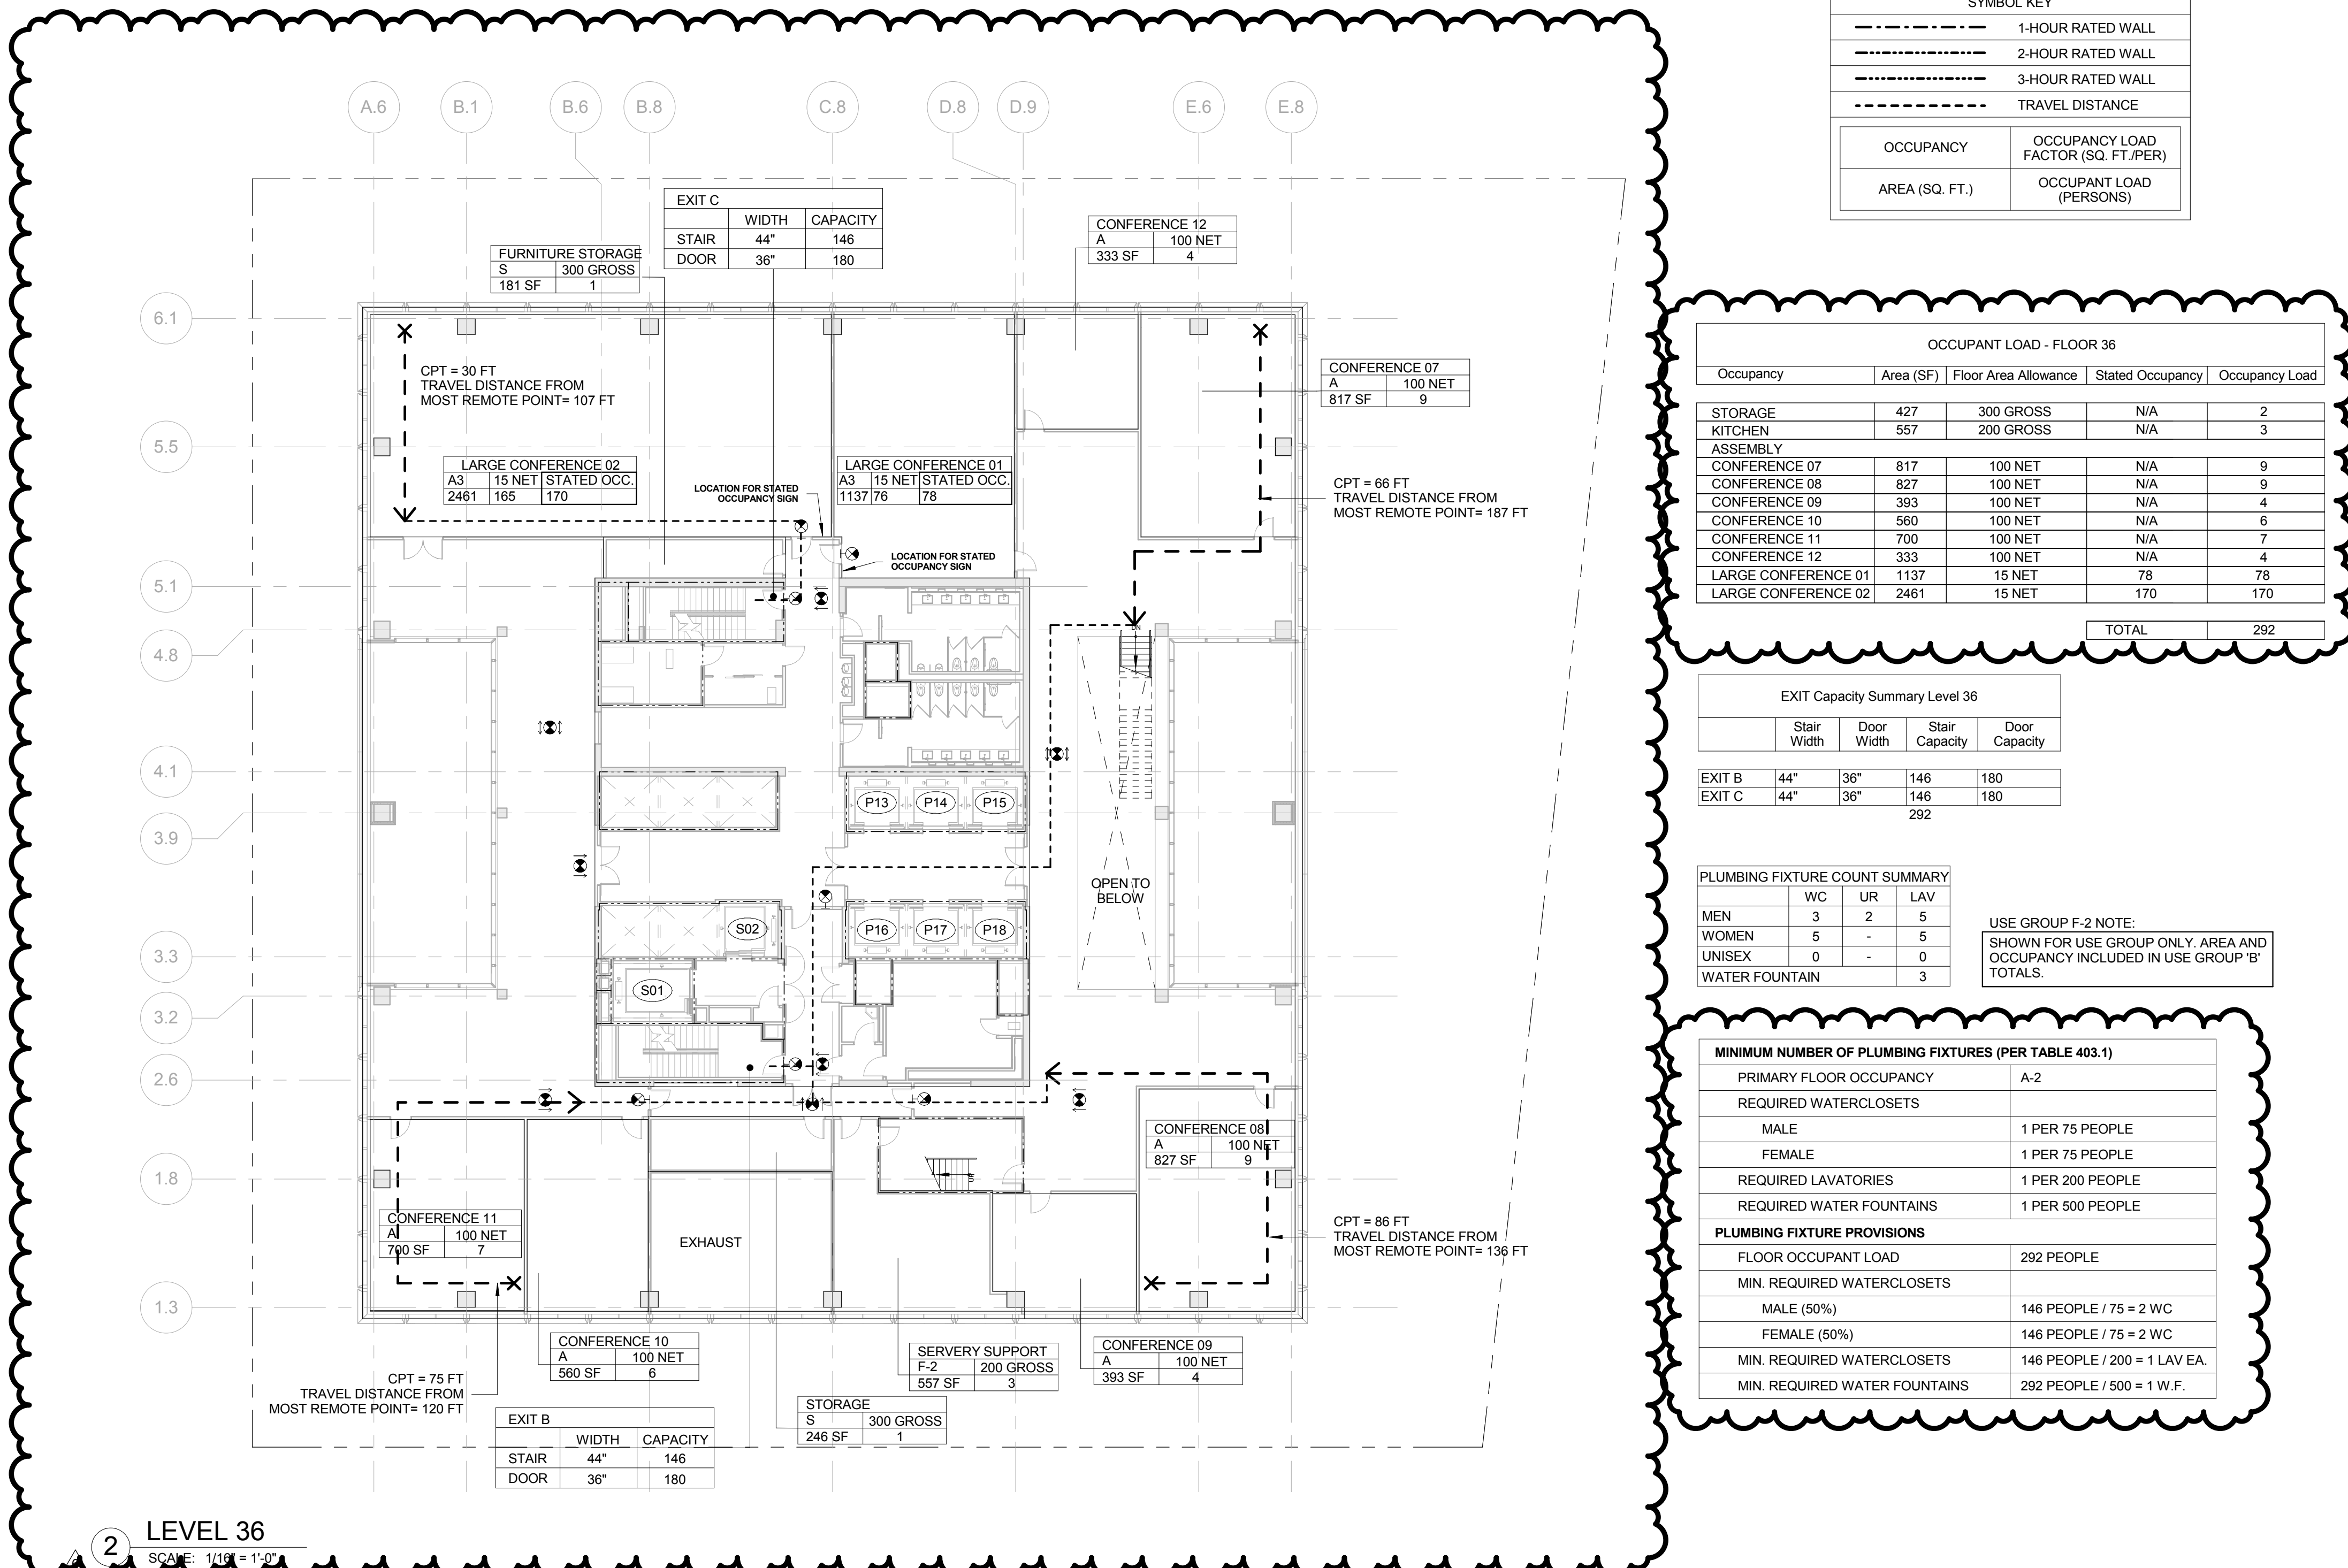 SYMBOL KEY
1-HOUR RATED WALL
2-HOUR RATED WALL
3-HOUR RATED WALL
TRAVEL DISTANCE
OCCUPANCY OCCUPANCY LOAD
FACTOR (SQ. FT./PER)
AREA (SQ. FT.) OCCUPANT LOAD
(PERSONS)
A.6 B.1 B.6 B.8 C.8 D.8 D.9 E.6 E.8
6.1
5.5
5.1
4.8
4.1
3.9
3.3
3.2
2.6
1.8
1.3
EXIT C
WIDTH CAPACITY
STAIR 44" 146
DOOR 36" 180
FURNITURE STORAGE
S 300 GROSS
181 SF 1
CONFERENCE 12
A 100 NET
333 SF 4
CONFERENCE 07
A 100 NET
817 SF 9
CPT = 30 FT
TRAVEL DISTANCE FROM
MOST REMOTE POINT= 107 FT
LARGE CONFERENCE 02
A3 15 NET STATED OCC.
2461 165 170
LOCATION FOR STATED
OCCUPANCY SIGN
LARGE CONFERENCE 01
A3 15 NET STATED OCC.
1137 76 78
LOCATION FOR STATED
OCCUPANCY SIGN
CPT = 66 FT
TRAVEL DISTANCE FROM
MOST REMOTE POINT= 187 FT
DN
P13 P14 P15
OPEN TO
BELOW
S02 P16 P17 P18
S01
CONFERENCE 08
A 100 NET
827 SF 9
CONFERENCE 11
A 100 NET
700 SF 7
EXHAUST
CPT = 86 FT
TRAVEL DISTANCE FROM
MOST REMOTE POINT= 136 FT
CPT = 75 FT
TRAVEL DISTANCE FROM
MOST REMOTE POINT= 120 FT
CONFERENCE 10
A 100 NET
560 SF 6
SERVERY SUPPORT
F-2 200 GROSS
557 SF 3
CONFERENCE 09
A 100 NET
393 SF 4
STORAGE
S 300 GROSS
246 SF 1
EXIT B
WIDTH CAPACITY
STAIR 44" 146
DOOR 36" 180
2 LEVEL 36
SCALE: 1/16" = 1'-0"
OCCUPANT LOAD - FLOOR 36
Occupancy Area (SF) Floor Area Allowance Stated Occupancy Occupancy Load
STORAGE 427 300 GROSS N/A 2
KITCHEN 557 200 GROSS N/A 3
ASSEMBLY
CONFERENCE 07 817 100 NET N/A 9
CONFERENCE 08 827 100 NET N/A 9
CONFERENCE 09 393 100 NET N/A 4
CONFERENCE 10 560 100 NET N/A 6
CONFERENCE 11 700 100 NET N/A 7
CONFERENCE 12 333 100 NET N/A 4
LARGE CONFERENCE 01 1137 15 NET 78 78
LARGE CONFERENCE 02 2461 15 NET 170 170
TOTAL 292
EXIT Capacity Summary Level 36
Stair Width Door Width Stair Capacity Door Capacity
EXIT B 44" 36" 146 180
EXIT C 44" 36" 146 180
292
PLUMBING FIXTURE COUNT SUMMARY
WC UR LAV
MEN 3 2 5
WOMEN 5 - 5
UNISEX 0 - 0
WATER FOUNTAIN 3
USE GROUP F-2 NOTE:
SHOWN FOR USE GROUP ONLY. AREA AND
OCCUPANCY INCLUDED IN USE GROUP 'B'
TOTALS.
MINIMUM NUMBER OF PLUMBING FIXTURES (PER TABLE 403.1)
PRIMARY FLOOR OCCUPANCY A-2
REQUIRED WATERCLOSETS
MALE 1 PER 75 PEOPLE
FEMALE 1 PER 75 PEOPLE
REQUIRED LAVATORIES 1 PER 200 PEOPLE
REQUIRED WATER FOUNTAINS 1 PER 500 PEOPLE
PLUMBING FIXTURE PROVISIONS
FLOOR OCCUPANT LOAD 292 PEOPLE
MIN. REQUIRED WATERCLOSETS
MALE (50%) 146 PEOPLE / 75 = 2 WC
FEMALE (50%) 146 PEOPLE / 75 = 2 WC
MIN. REQUIRED WATERCLOSETS 146 PEOPLE / 200 = 1 LAV EA.
MIN. REQUIRED WATER FOUNTAINS 292 PEOPLE / 500 = 1 W.F.